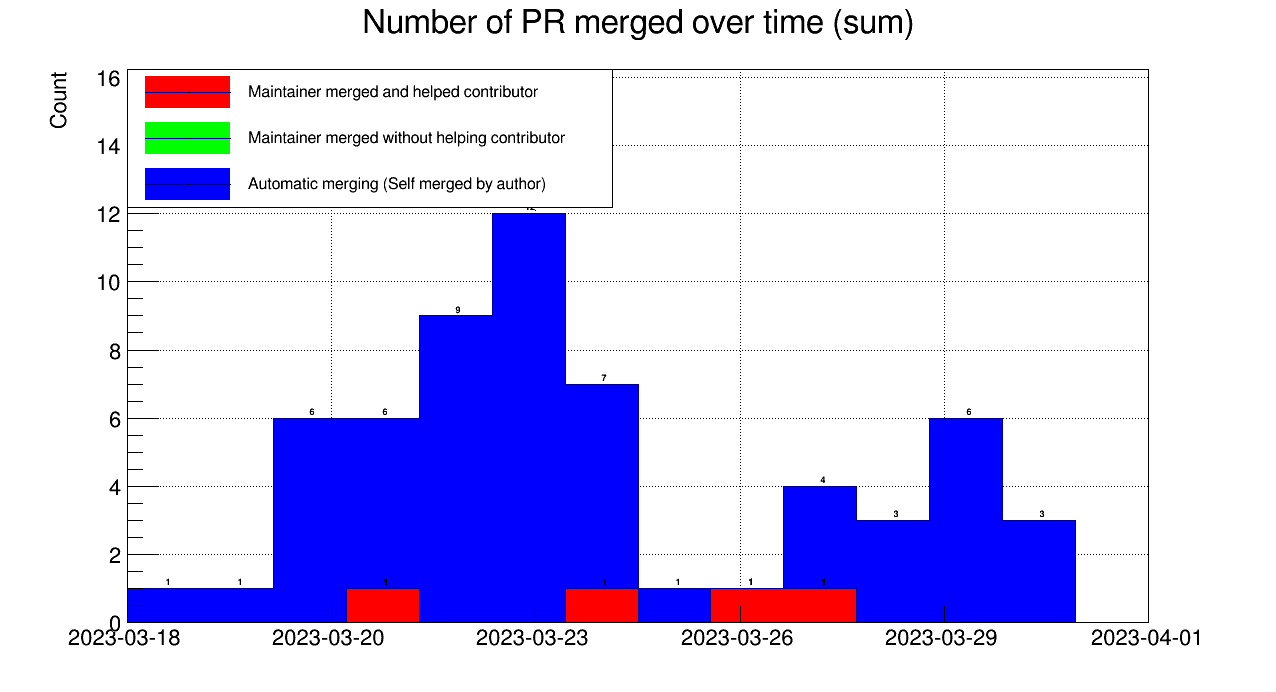 Number of PR merged over time (sum)
Count
16
14
12
10
8
6
4
2
0
Maintainer merged and helped contributor
Maintainer merged without helping contributor
Automatic merging (Self merged by author)
1 1 6 6 9 7 1 1 4 3 6 3
1 1 1
2023-03-18 2023-03-20 2023-03-23 2023-03-26 2023-03-29 2023-04-01